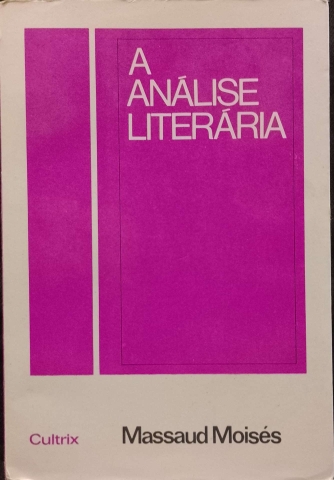 A
ANÁLISE
LITERÁRIA
Cultrix
Massaud Moisés